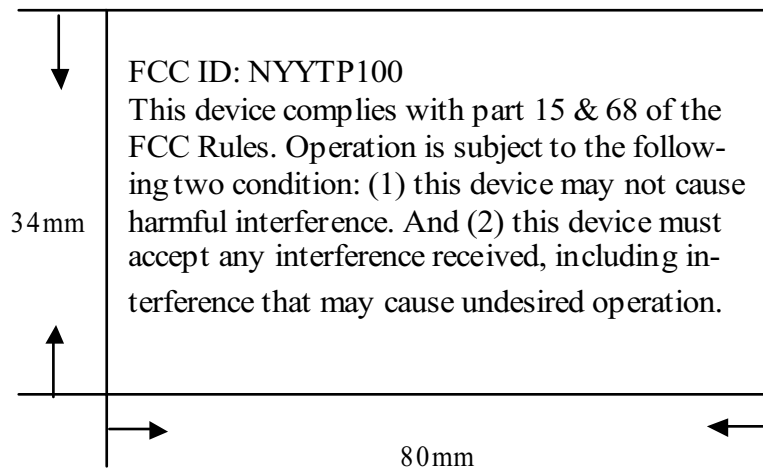 FCC ID: NYYTP100
This device complies with part 15 & 68 of the
FCC Rules. Operation is subject to the follow-
ing two condition: (1) this device may not cause
harmful interference. And (2) this device must
accept any interference received, including in-
terference that may cause undesired operation.
34mm
80mm